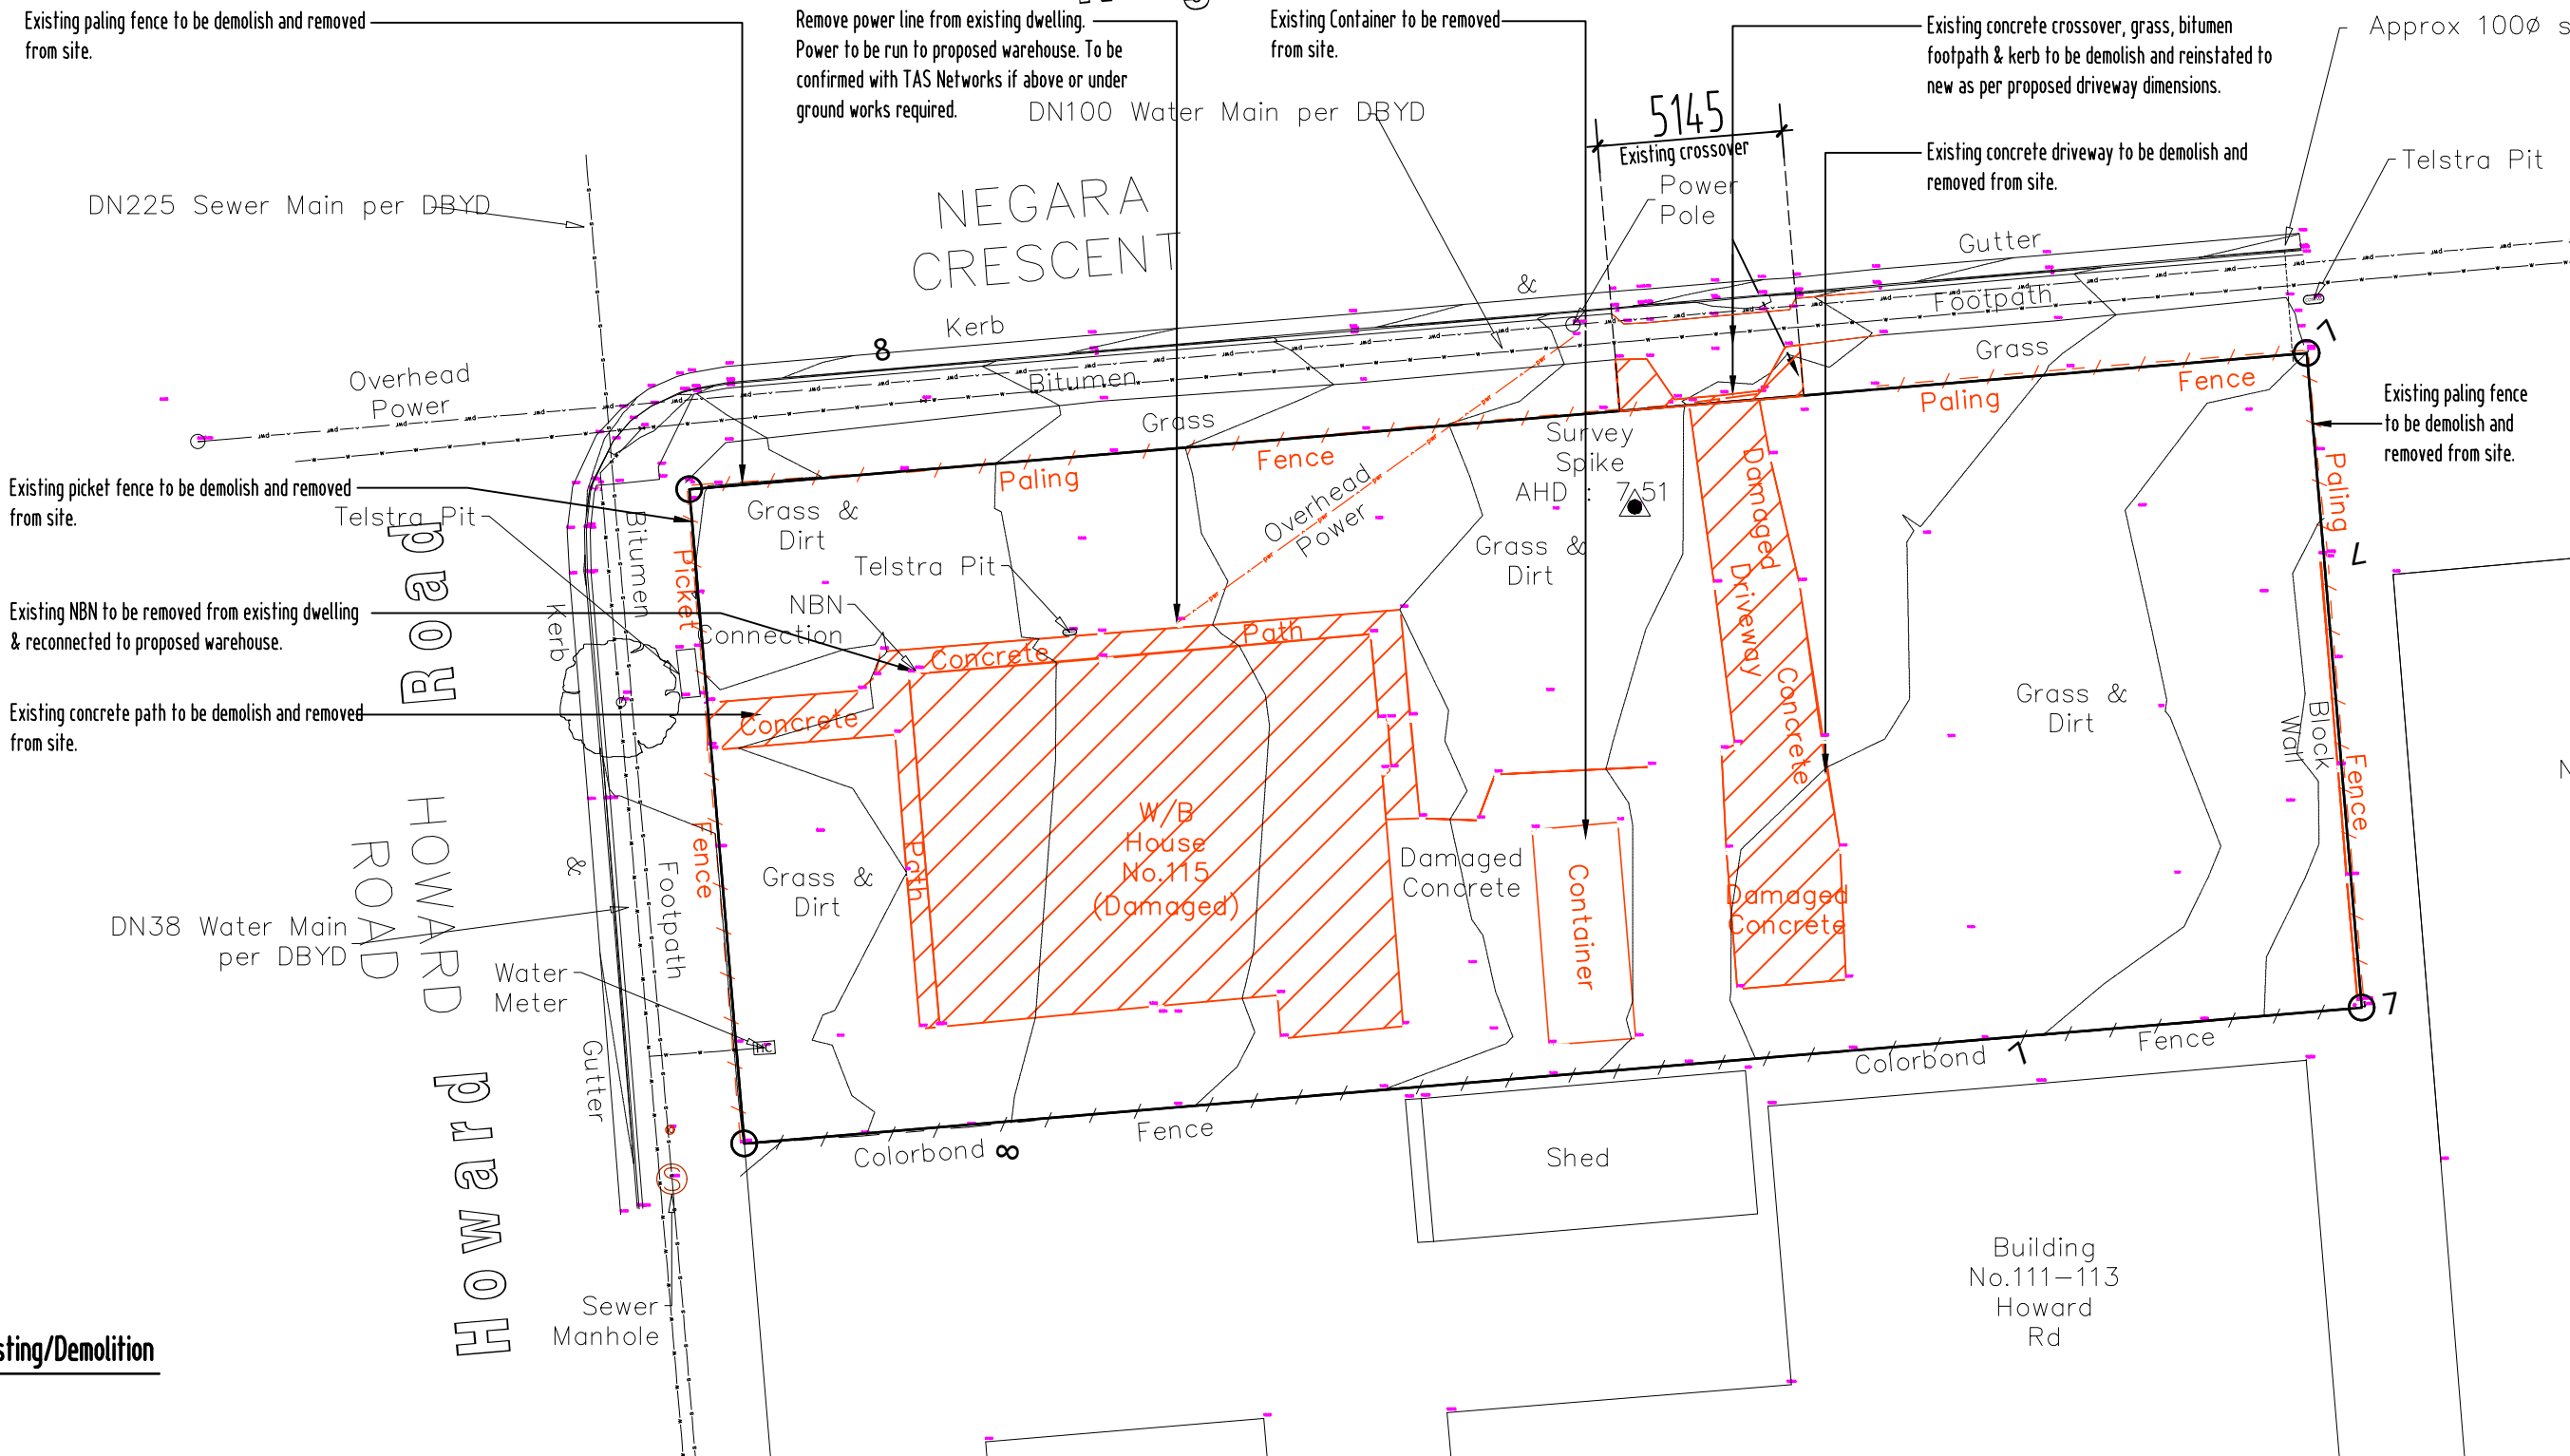 Existing paling fence to be demolish and removed
from site.
Remove power line from existing dwelling.
Power to be run to proposed warehouse. To be
confirmed with TAS Networks if above or under
ground works required.
Existing Container to be removed
from site.
Existing concrete crossover, grass, bitumen
footpath & kerb to be demolish and reinstated to
new as per proposed driveway dimensions.
Approx 100Ø s
DN100 Water Main per DBYD
5145
Existing crossover
Existing concrete driveway to be demolish and
removed from site.
Telstra Pit
Power
Pole
DN225 Sewer Main per DBYD
NEGARA
CRESCENT
Gutter
&
Kerb
Footpath
8
Bitumen
Grass
Grass
7
Overhead
Power
Paling
Fence
Paling
Fence
Existing paling fence
to be demolish and
removed from site.
Survey
Spike
AHD : 7.51
Existing picket fence to be demolish and removed
from site.
Telstra Pit
Grass &
Dirt
Overhead
Power
Grass &
Dirt
Damaged
Driveway
Concrete
Paling
7
Bitumen
Picket
Telstra Pit
NBN
Connection
Existing NBN to be removed from existing dwelling
& reconnected to proposed warehouse.
Kerb
Road
Concrete
Path
Existing concrete path to be demolish and removed
from site.
Concrete
Grass &
Dirt
Block
Wall
Fence
N
HOWARD
ROAD
W/B
House
No.115
(Damaged)
Path
Fence
&
Footpath
Grass &
Dirt
Damaged
Concrete
Container
Damaged
Concrete
DN38 Water Main
per DBYD
Water
Meter
Gutter
7
Colorbond
7
Fence
Colorbond
8
Fence
Howard
S
Shed
Building
No.111-113
Howard
Rd
Sewer
Manhole
sting/Demolition